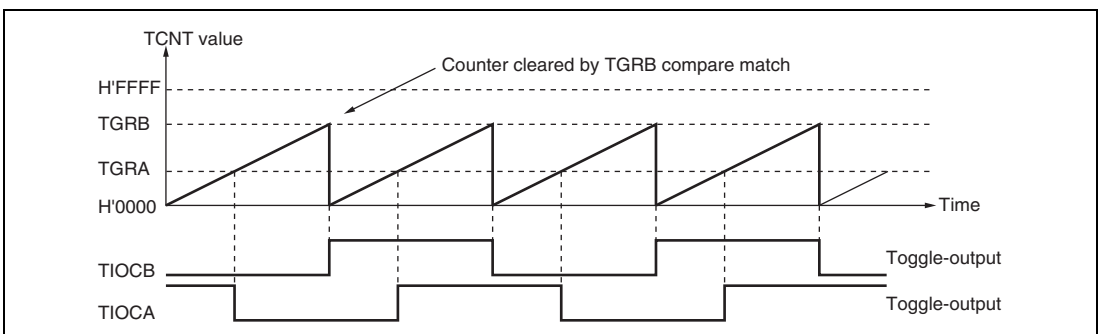 TCNT value
Counter cleared by TGRB compare match
H'FFFF
TGRB
TGRA
H'0000
Time
TIOCB
Toggle-output
TIOCA
Toggle-output